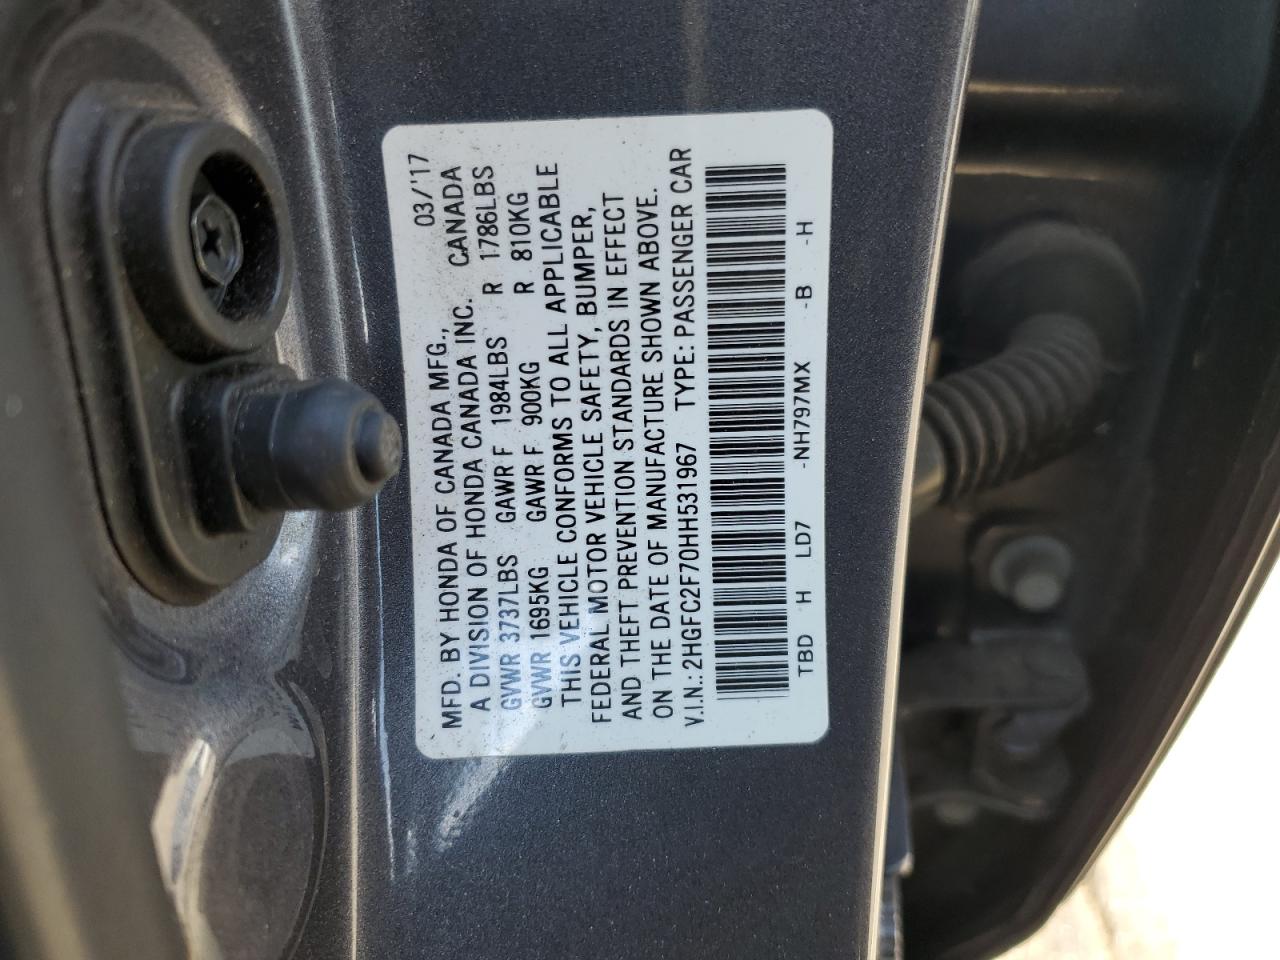 MFD. BY HONDA OF CANADA MFG., 03/'17
A DIVISION OF HONDA CANADA INC. CANADA
GVWR 3737LBS GAWR F 1984LBS R 1786LBS
GVWR 1695KG GAWR F 900KG R 810KG
THIS VEHICLE CONFORMS TO ALL APPLICABLE
FEDERAL MOTOR VEHICLE SAFETY, BUMPER,
AND THEFT PREVENTION STANDARDS IN EFFECT
ON THE DATE OF MANUFACTURE SHOWN ABOVE.
V.I.N.: 2HGFC2F70HH531967 TYPE: PASSENGER CAR
TBD H LD7 -NH797MX -B -H